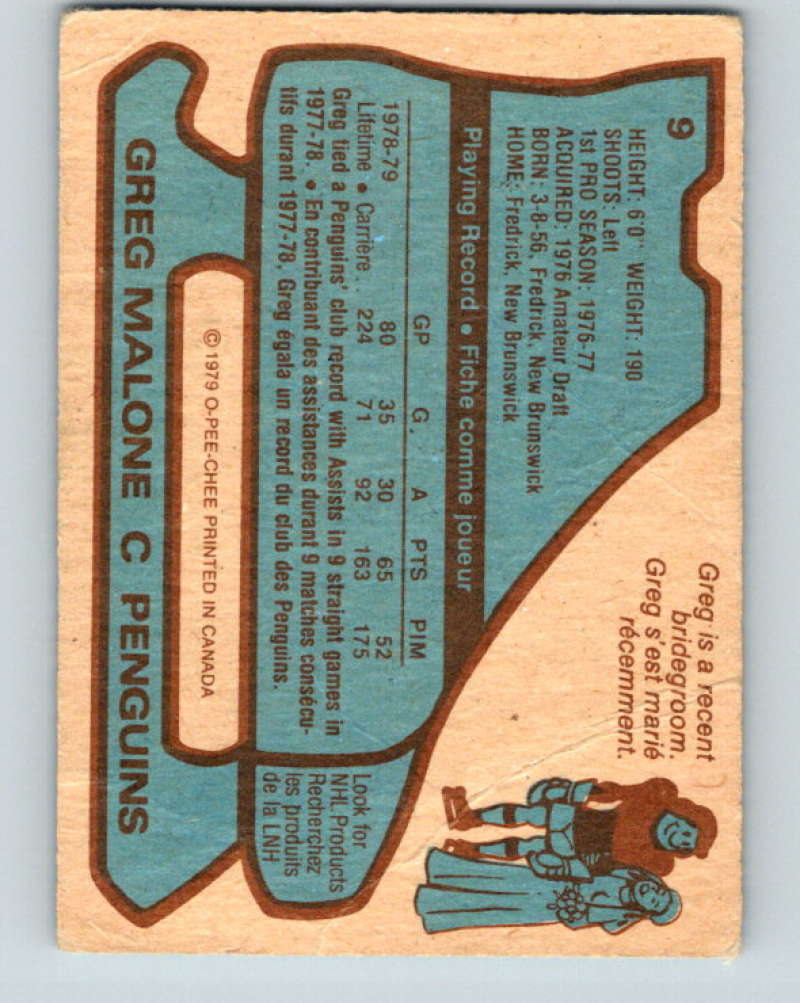 9
HEIGHT: 6'0" WEIGHT: 190
SHOOTS: Left
1st PRO SEASON: 1976-77
ACQUIRED: 1976 Amateur Draft
BORN: 3-8-56, Fredrick, New Brunswick
HOME: Fredrick, New Brunswick
Greg is a recent
bridegroom.
Greg s'est marié
récemment.
Playing Record • Fiche comme joueur
GP G. A PTS PIM
1978-79 80 35 30 65 52
Lifetime • Carrière... 224 71 92 163 175
Greg tied a Penguins' club record with Assists in 9 straight games in
1977-78. • En contribuant des assistances durant 9 matches consécu-
tifs durant 1977-78, Greg égala un record du club des Penguins.
Look for
NHL Products
Recherchez
les produits
de la LNH
© 1979 O-PEE-CHEE PRINTED IN CANADA
GREG MALONE C PENGUINS